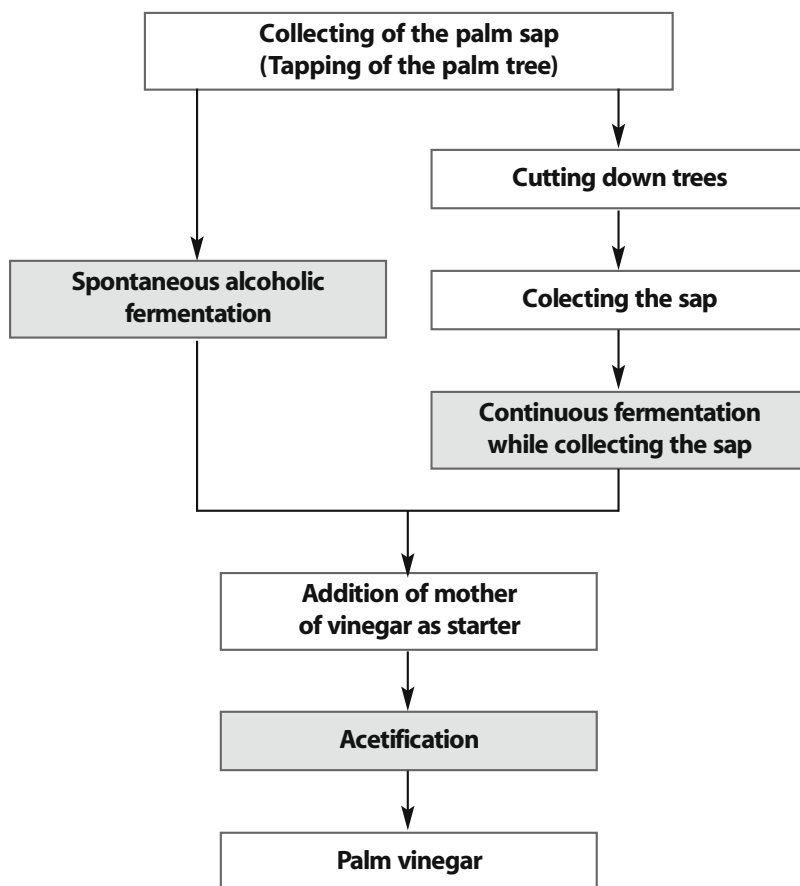 Collecting of the palm sap
(Tapping of the palm tree)
Cutting down trees
Spontaneous alcoholic
fermentation
Colecting the sap
Continuous fermentation
while collecting the sap
Addition of mother
of vinegar as starter
Acetification
Palm vinegar